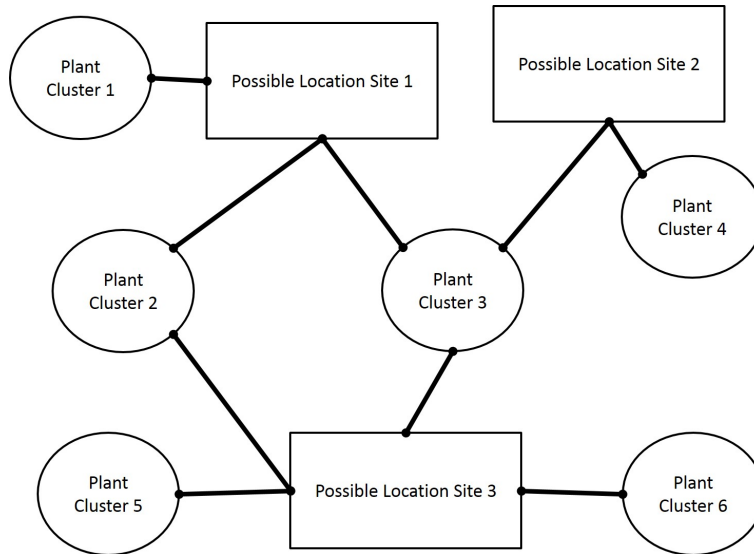 Plant
Cluster 1
Possible Location Site 1
Possible Location Site 2
Plant
Cluster 4
Plant
Cluster 2
Plant
Cluster 3
Plant
Cluster 5
Possible Location Site 3
Plant
Cluster 6